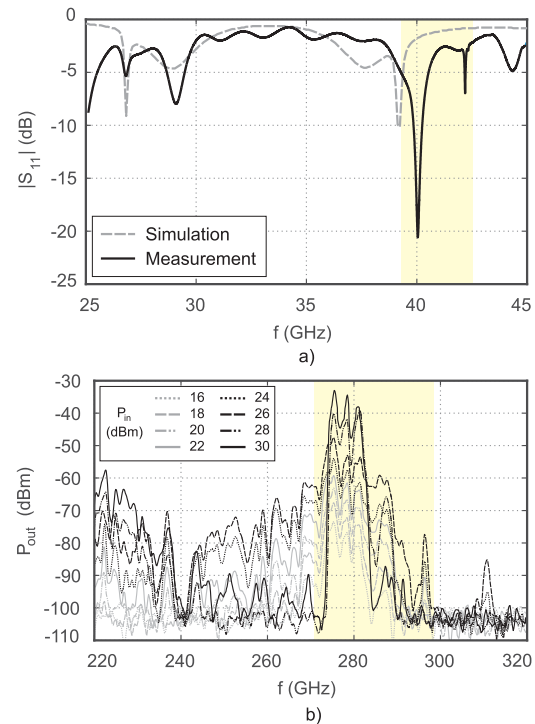 0
-5
-10
-15
-20
-25
|S11| (dB)
Simulation
Measurement
25 30 35 40 45
f (GHz)
a)
-30
-40
-50
-60
-70
-80
-90
-100
-110
Pout (dBm)
Pin
(dBm)
16 24
18 26
20 28
22 30
220 240 260 280 300 320
f (GHz)
b)